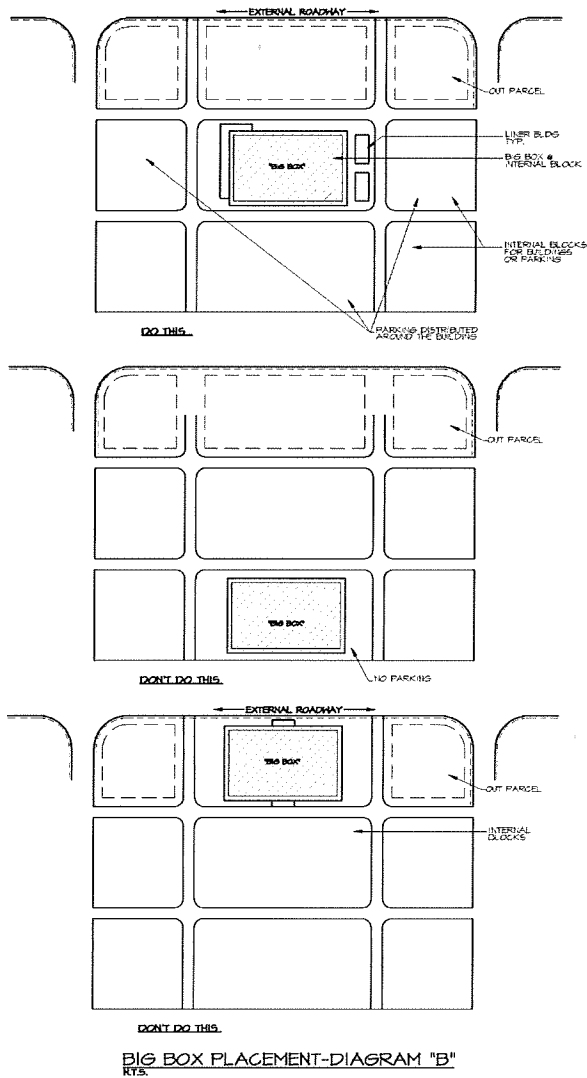 EXTERNAL ROADWAY
OUT PARCEL
LINER BLDG
TYP.
"BIG BOX"
BIG BOX @
INTERNAL BLOCK
INTERNAL BLOCKS
FOR BUILDINGS
OR PARKING
DO THIS
PARKING DISTRIBUTED
AROUND THE BUILDING
OUT PARCEL
"BIG BOX"
DON'T DO THIS
NO PARKING
EXTERNAL ROADWAY
"BIG BOX"
OUT PARCEL
INTERNAL
BLOCKS
DON'T DO THIS
BIG BOX PLACEMENT-DIAGRAM "B"
N.T.S.